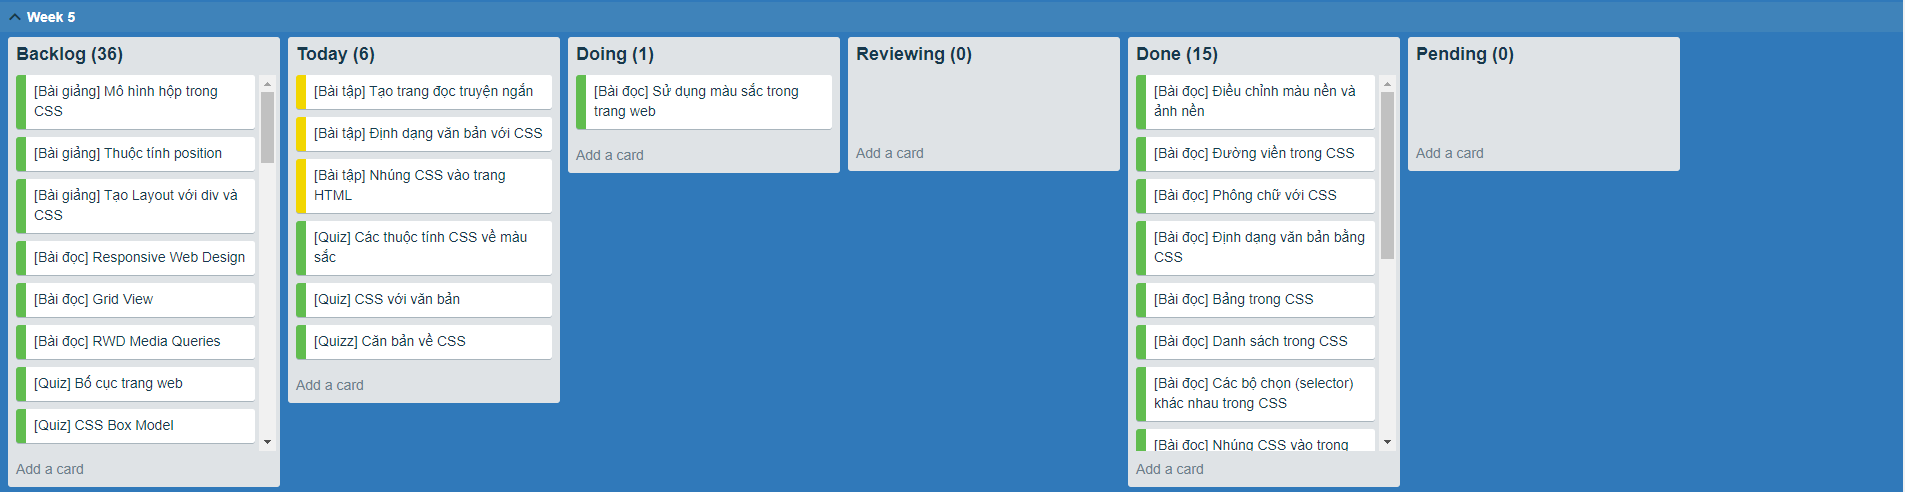 Week 5
Backlog (36)
[Bài giảng] Mô hình hộp trong
CSS
[Bài giảng] Thuộc tính position
[Bài giảng] Tạo Layout với div và
CSS
[Bài đọc] Responsive Web Design
[Bài đọc] Grid View
[Bài đọc] RWD Media Queries
[Quiz] Bố cục trang web
[Quiz] CSS Box Model
Add a card
Today (6)
[Bài tập] Tạo trang đọc truyện ngắn
[Bài tập] Định dạng văn bản với CSS
[Bài tập] Nhúng CSS vào trang
HTML
[Quiz] Các thuộc tính CSS về màu
sắc
[Quiz] CSS với văn bản
[Quizz] Căn bản về CSS
Add a card
Doing (1)
[Bài đọc] Sử dụng màu sắc trong
trang web
Add a card
Reviewing (0)
Add a card
Done (15)
[Bài đọc] Điều chỉnh màu nền và
ảnh nền
[Bài đọc] Đường viền trong CSS
[Bài đọc] Phông chữ với CSS
[Bài đọc] Định dạng văn bản bằng
CSS
[Bài đọc] Bảng trong CSS
[Bài đọc] Danh sách trong CSS
[Bài đọc] Các bộ chọn (selector)
khác nhau trong CSS
[Bài đọc] Nhúng CSS vào trong
Add a card
Pending (0)
Add a card